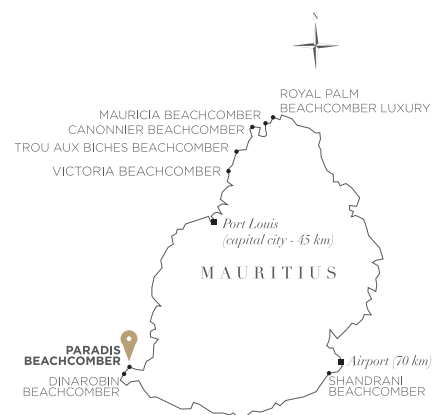 N
ROYAL PALM
BEACHCOMBER LUXURY
MAURICIA BEACHCOMBER
CANONNIER BEACHCOMBER
TROU AUX BICHES BEACHCOMBER
VICTORIA BEACHCOMBER
Port Louis
(capital city - 45 km)
MAURITIUS
PARADIS
BEACHCOMBER
DINAROBIN
BEACHCOMBER
Airport (70 km)
SHANDRANI
BEACHCOMBER